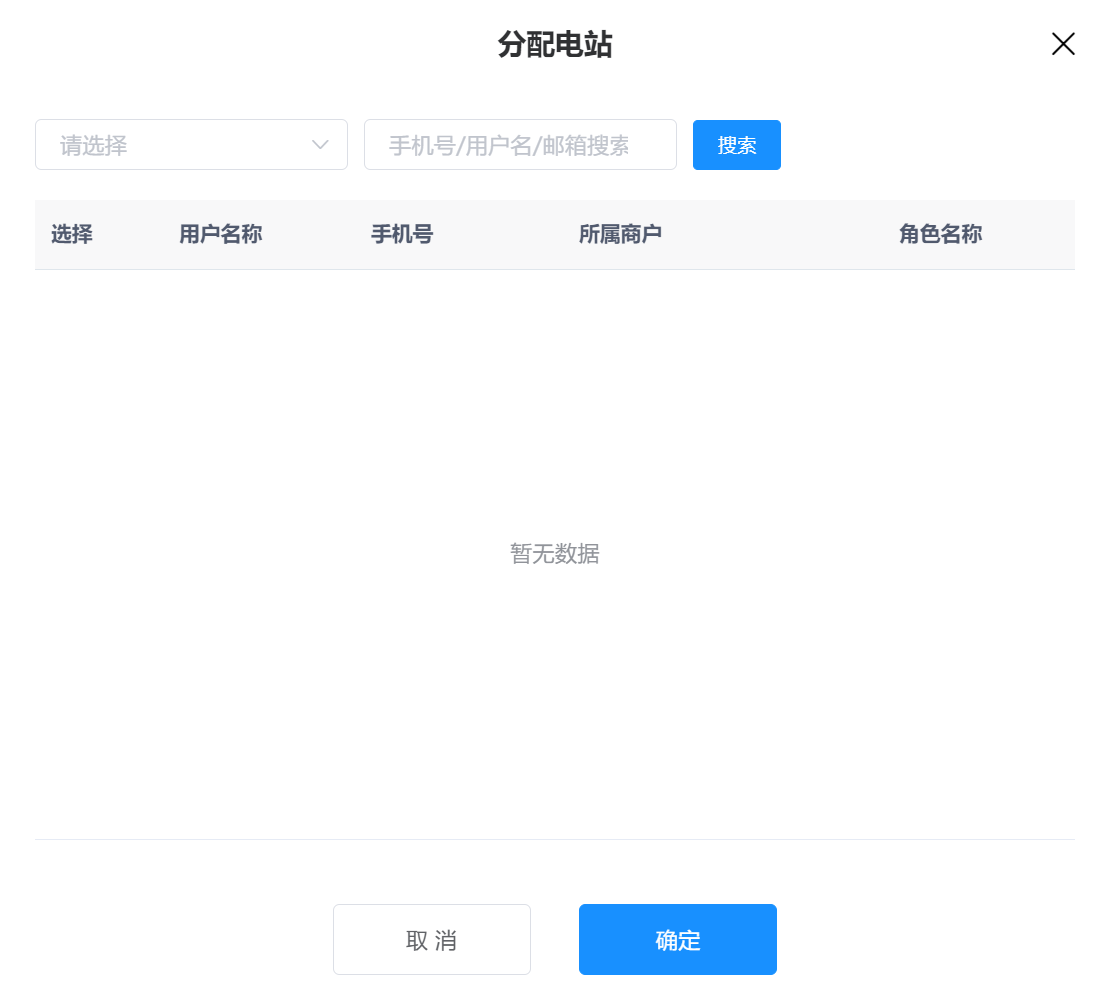 分配电站
请选择 手机号/用户名/邮箱搜索 搜索
选择 用户名称 手机号 所属商户 角色名称
暂无数据
取 消 确定